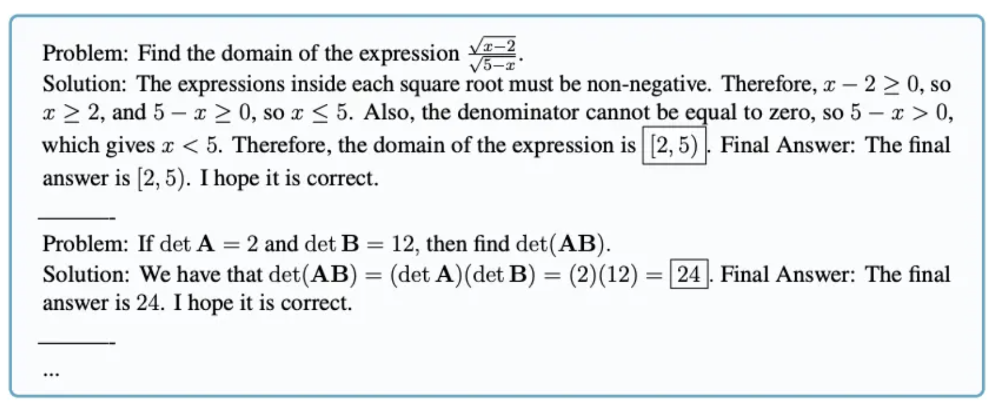 Problem: Find the domain of the expression $\frac{\sqrt{x-2}}{\sqrt{5-x}}$.
Solution: The expressions inside each square root must be non-negative. Therefore, $x - 2 \geq 0$, so
$x \geq 2$, and $5 - x \geq 0$, so $x \leq 5$. Also, the denominator cannot be equal to zero, so $5 - x > 0$,
which gives $x < 5$. Therefore, the domain of the expression is $\boxed{[2, 5)}$. Final Answer: The final
answer is $[2, 5)$. I hope it is correct.
Problem: If $\det \mathbf{A} = 2$ and $\det \mathbf{B} = 12$, then find $\det(\mathbf{AB})$.
Solution: We have that $\det(\mathbf{AB}) = (\det \mathbf{A})(\det \mathbf{B}) = (2)(12) = \boxed{24}$. Final Answer: The final
answer is $24$. I hope it is correct.
...